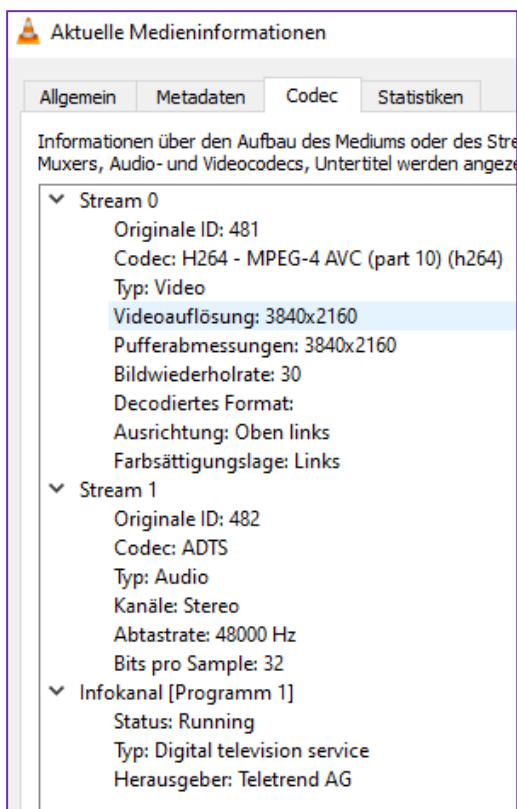 Aktuelle Medieninformationen
Allgemein Metadaten Codec Statistiken
Informationen über den Aufbau des Mediums oder des Stre
Muxers, Audio- und Videocodecs, Untertitel werden angeze
Stream 0
Originale ID: 481
Codec: H264 - MPEG-4 AVC (part 10) (h264)
Typ: Video
Videoauflösung: 3840x2160
Pufferabmessungen: 3840x2160
Bildwiederholrate: 30
Decodiertes Format:
Ausrichtung: Oben links
Farbsättigungslage: Links
Stream 1
Originale ID: 482
Codec: ADTS
Typ: Audio
Kanäle: Stereo
Abtastrate: 48000 Hz
Bits pro Sample: 32
Infokanal [Programm 1]
Status: Running
Typ: Digital television service
Herausgeber: Teletrend AG